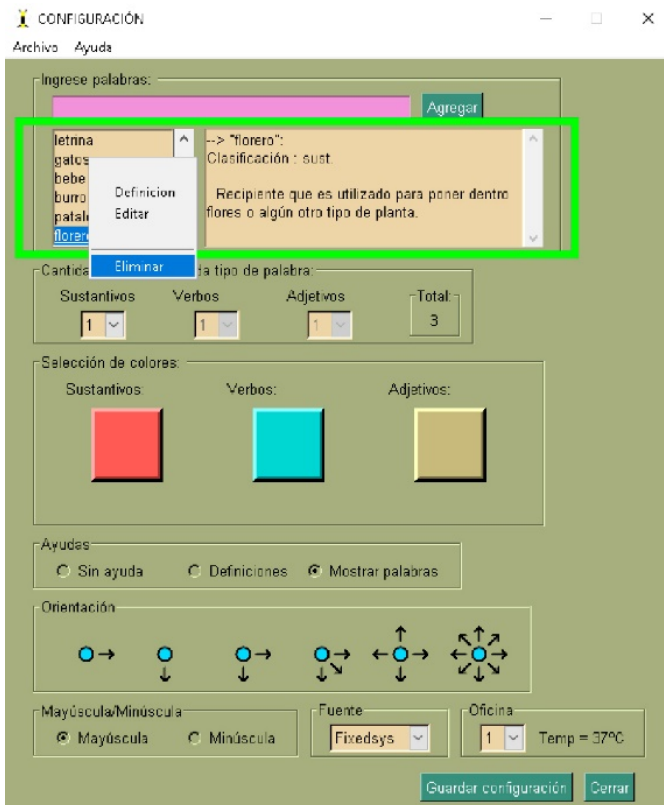 CONFIGURACIÓN
Archivo Ayuda
Ingrese palabras:
Agregar
letrina
gatos
bebe
burro
florero
Definicion
Editar
Eliminar
--> "florero":
Clasificación : sust.
Recipiente que es utilizado para poner dentro
flores o algún otro tipo de planta.
tipo de palabra:
Sustantivos Verbos Adjetivos Total:
1 1 1 3
Selección de colores:
Sustantivos: Verbos: Adjetivos:
Ayudas
Sin ayuda Definiciones Mostrar palabras
Orientación
Mayúscula/Minúscula Fuente Oficina
Mayúscula Minúscula Fixedsys 1 Temp = 37ºC
Guardar configuración Cerrar